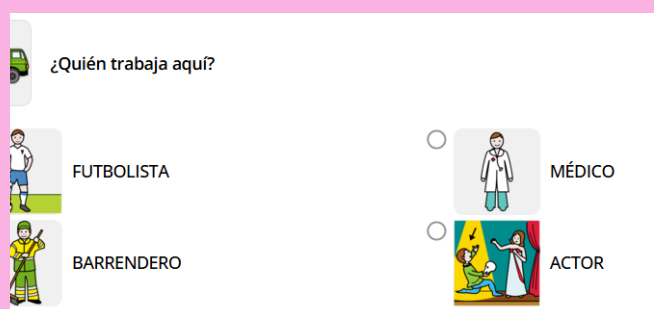 ¿Quién trabaja aquí?
FUTBOLISTA
MÉDICO
BARRENDERO
ACTOR